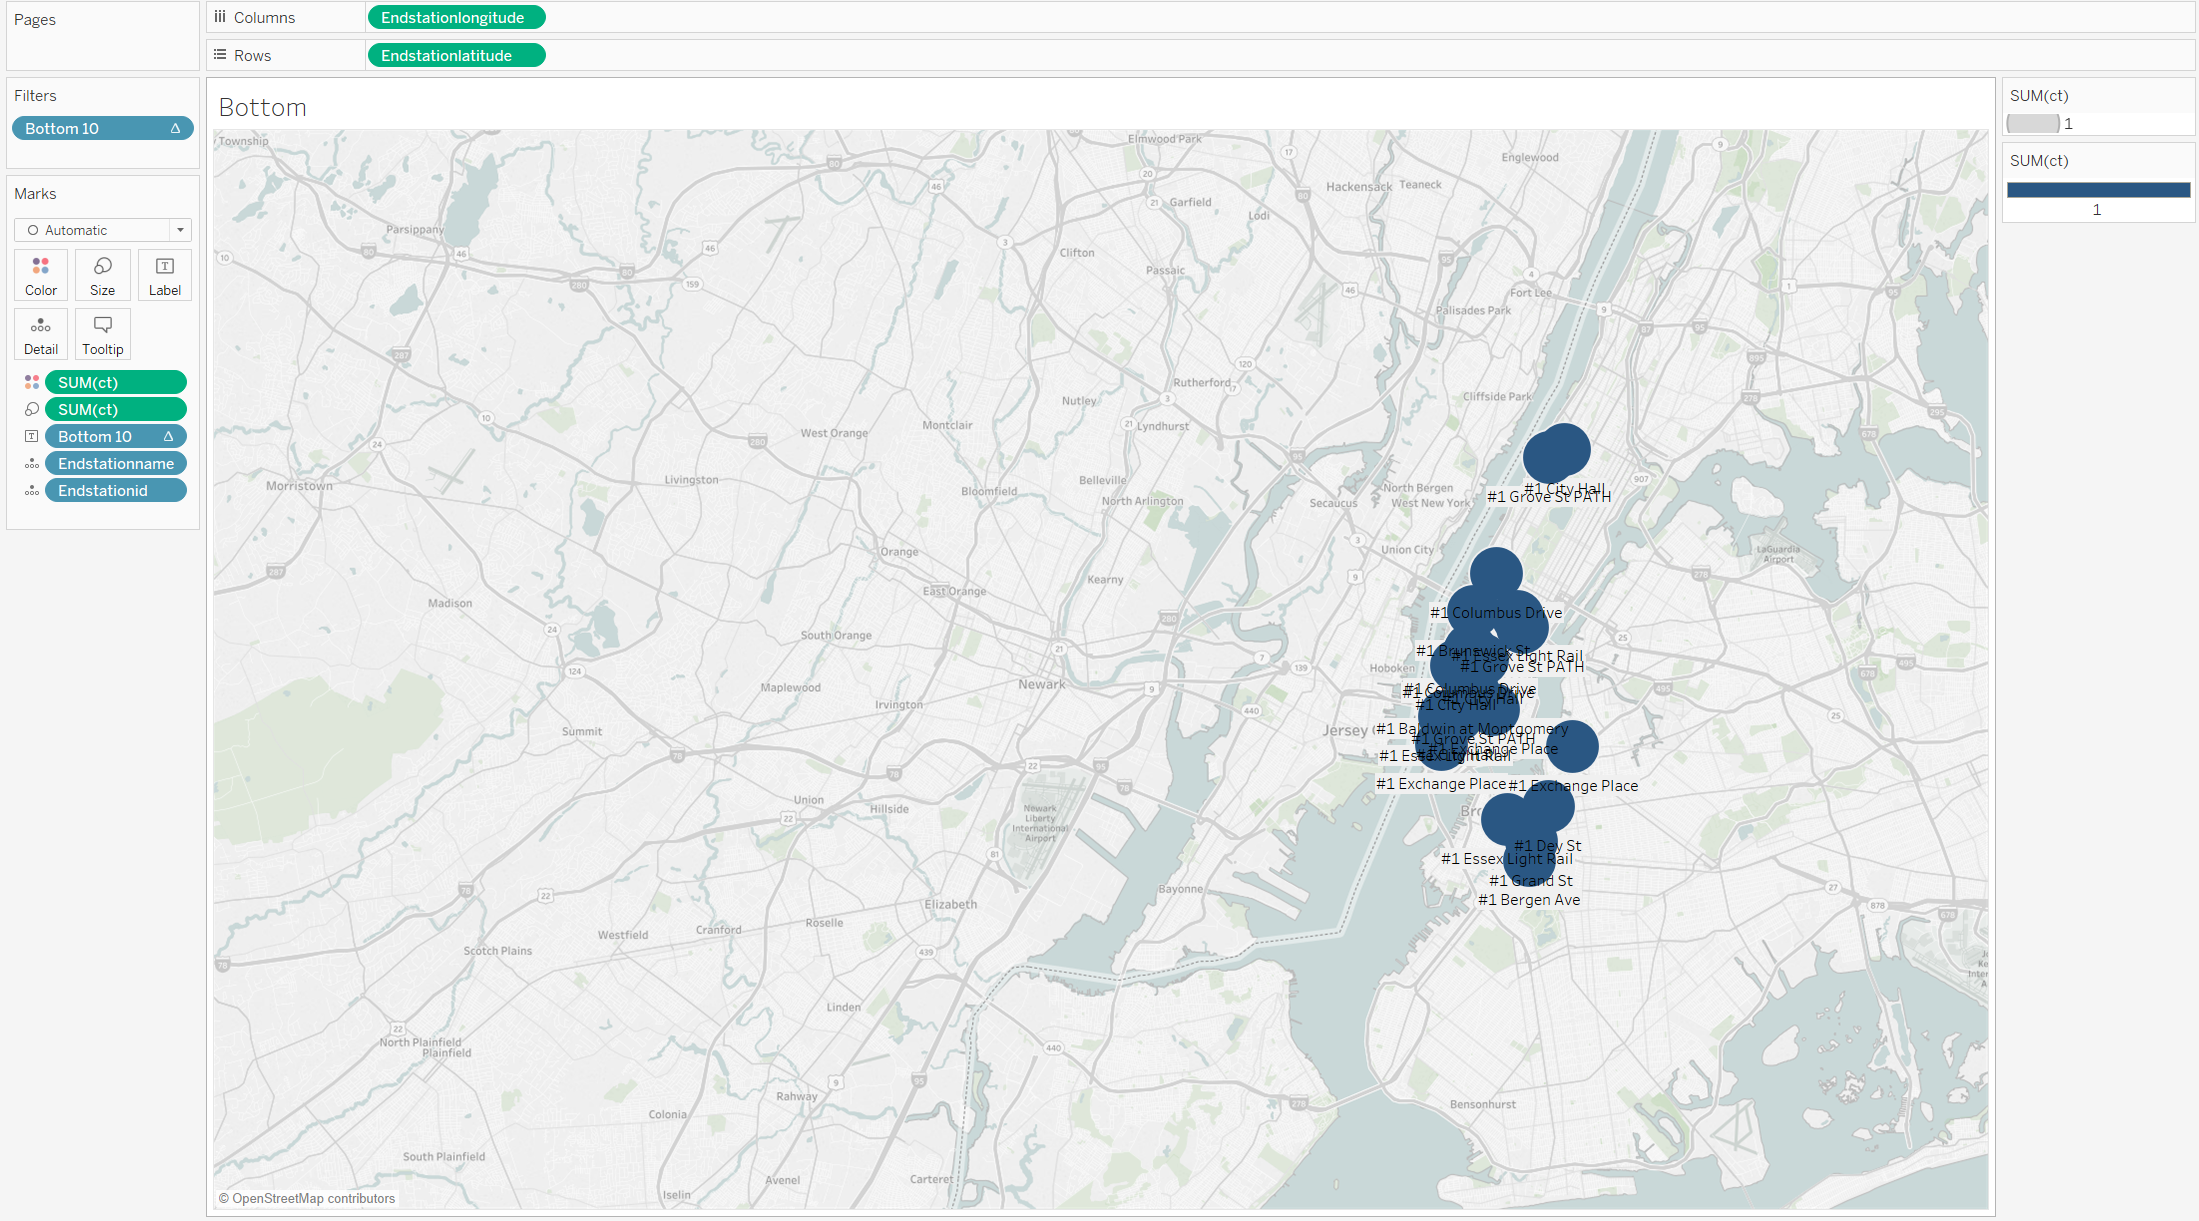 Pages
Columns
Endstationlongitude
Rows
Endstationlatitude
Filters
Bottom 10
Marks
Automatic
Color
Size
Label
Detail
Tooltip
SUM(ct)
SUM(ct)
Bottom 10
Endstationname
Endstationid
Bottom
Township
Elmwood Park
Englewood
Hackensack
Teaneck
Garfield
Lodi
Parsippany
Clifton
Passaic
Fort Lee
Palisades Park
Rutherford
Cliffside Park
Nutley
Lyndhurst
Montclair
West Orange
Livingston
Belleville
Morristown
Bloomfield
North Arlington
Secaucus
North Bergen
West New York
#1 City Hall
#1 Grove St PATH
Orange
Union City
LaGuardia
Airport
Kearny
East Orange
Madison
South Orange
#1 Columbus Drive
#1 Brunswick St
#1 Essex Light Rail
#1 Grove St PATH
Hoboken
Newark
Maplewood
#1 Columbus Drive
#1 Columbus Drive
#1 City Hall
#1 City Hall
Irvington
Summit
Jersey
#1 Baldwin at Montgomery
#1 Grove St PATH
#1 Exchange Place
#1 Essex Light Rail
#1 Exchange Place
#1 Exchange Place
Union
Hillside
Newark
Liberty
International
Airport
Bro
#1 Dey St
#1 Essex Light Rail
#1 Grand St
#1 Bergen Ave
Bayonne
Elizabeth
Roselle
Cranford
Westfield
Scotch Plains
Linden
North Plainfield
Plainfield
Rahway
Colonia
Bensonhurst
South Plainfield
Avenel
Carteret
Iselin
© OpenStreetMap contributors
SUM(ct)
1
SUM(ct)
1